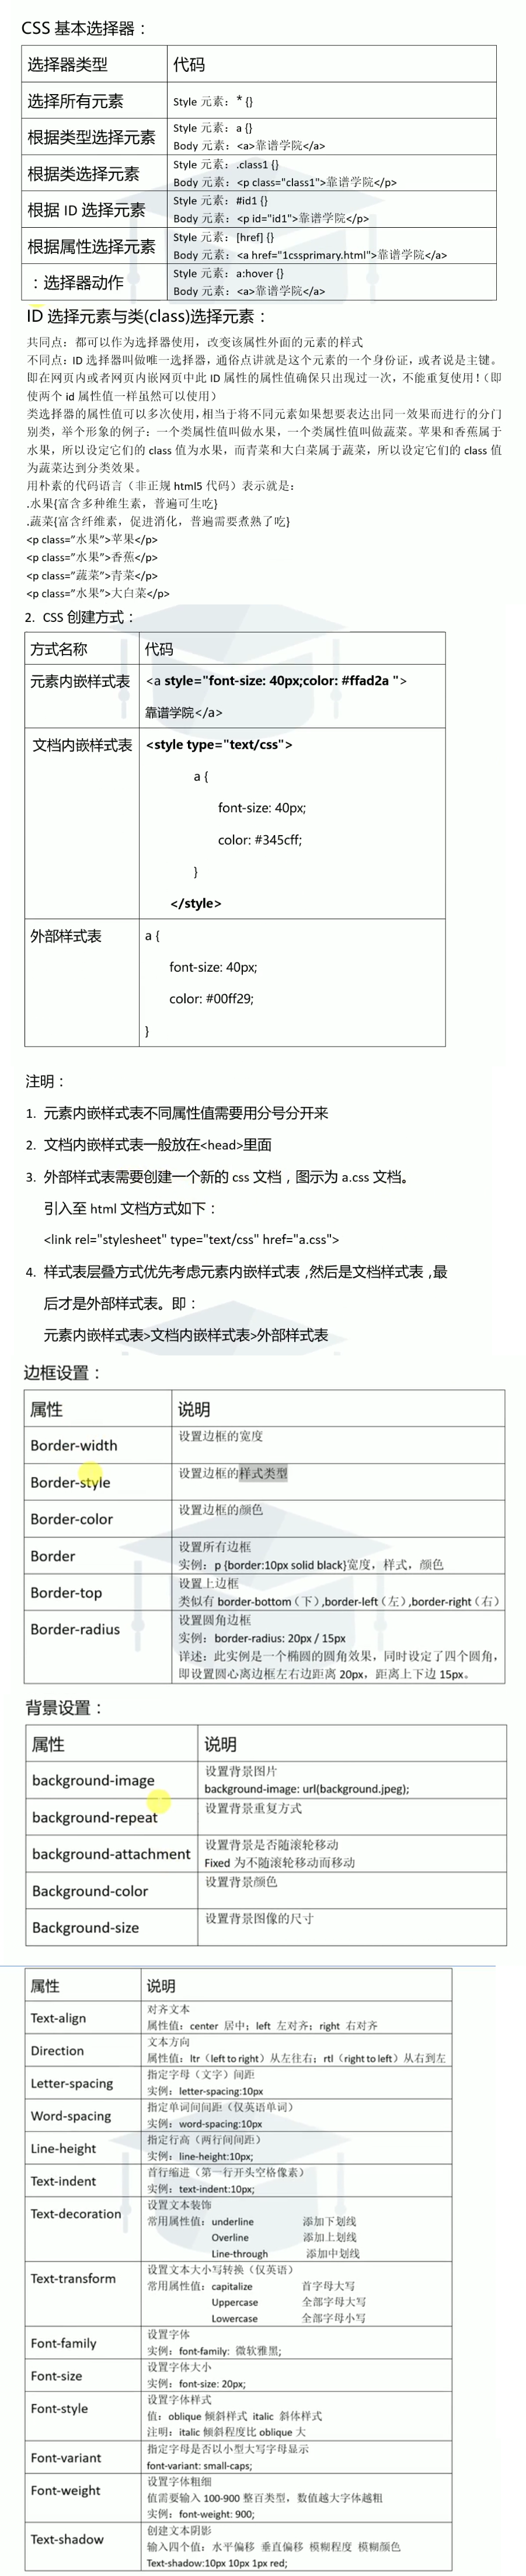 CSS 基本选择器：
选择器类型 代码
选择所有元素 Style 元素：* {}
根据类型选择元素 Style 元素：a {}
Body 元素：<a>靠谱学院</a>
根据类选择元素 Style 元素：.class1 {}
Body 元素：<p class="class1">靠谱学院</p>
根据 ID 选择元素 Style 元素：#id1 {}
Body 元素：<p id="id1">靠谱学院</p>
根据属性选择元素 Style 元素：[href] {}
Body 元素：<a href="1cssprimary.html">靠谱学院</a>
：选择器动作 Style 元素：a:hover {}
Body 元素：<a>靠谱学院</a>
ID 选择元素与类(class)选择元素：
共同点：都可以作为选择器使用，改变该属性外面的元素的样式
不同点：ID 选择器叫做唯一选择器，通俗点讲就是这个元素的一个身份证，或者说是主键。
即在网页内或者网页内嵌网页中此 ID 属性的属性值确保只出现过一次，不能重复使用！（即
使两个 id 属性值一样虽然可以使用）
类选择器的属性值可以多次使用，相当于将不同元素如果想要表达出同一效果而进行的分门
别类，举个形象的例子：一个类属性值叫做水果，一个类属性值叫做蔬菜。苹果和香蕉属于
水果，所以设定它们的 class 值为水果，而青菜和大白菜属于蔬菜，所以设定它们的 class 值
为蔬菜达到分类效果。
用朴素的代码语言（非正规 html5 代码）表示就是：
.水果{富含多种维生素，普遍可生吃}
.蔬菜{富含纤维素，促进消化，普遍需要煮熟了吃}
<p class="水果">苹果</p>
<p class="水果">香蕉</p>
<p class="蔬菜">青菜</p>
<p class="水果">大白菜</p>
2. CSS 创建方式：
方式名称 代码
元素内嵌样式表 <a style="font-size: 40px;color: #ffad2a ">
靠谱学院</a>
文档内嵌样式表 <style type="text/css">
a {
font-size: 40px;
color: #345cff;
}
</style>
外部样式表 a {
font-size: 40px;
color: #00ff29;
}
注明：
1. 元素内嵌样式表不同属性值需要用分号分开来
2. 文档内嵌样式表一般放在<head>里面
3. 外部样式表需要创建一个新的 css 文档，图示为 a.css 文档。
引入至 html 文档方式如下：
<link rel="stylesheet" type="text/css" href="a.css">
4. 样式表层叠方式优先考虑元素内嵌样式表,然后是文档样式表,最
后才是外部样式表。即：
元素内嵌样式表>文档内嵌样式表>外部样式表
边框设置：
属性 说明
Border-width 设置边框的宽度
Border-style 设置边框的样式类型
Border-color 设置边框的颜色
Border 设置所有边框
实例：p {border:10px solid black}宽度，样式，颜色
Border-top 设置上边框
类似有 border-bottom（下）,border-left（左）,border-right（右）
Border-radius 设置圆角边框
实例：border-radius: 20px / 15px
详述：此实例是一个椭圆的圆角效果，同时设定了四个圆角，
即设置圆心离边框左右边距离 20px，距离上下边 15px。
背景设置：
属性 说明
background-image 设置背景图片
background-image: url(background.jpeg);
background-repeat 设置背景重复方式
background-attachment 设置背景是否随滚轮移动
Fixed 为不随滚轮移动而移动
Background-color 设置背景颜色
Background-size 设置背景图像的尺寸
属性 说明
Text-align 对齐文本
属性值：center 居中；left 左对齐；right 右对齐
Direction 文本方向
属性值：ltr（left to right）从左往右；rtl（right to left）从右到左
Letter-spacing 指定字母（文字）间距
实例：letter-spacing:10px
Word-spacing 指定单词间间距（仅英语单词）
实例：word-spacing:10px
Line-height 指定行高（两行间间距）
实例：line-height:10px;
Text-indent 首行缩进（第一行开头空格像素）
实例：text-indent:10px;
Text-decoration 设置文本装饰
常用属性值：underline 添加下划线
Overline 添加上划线
Line-through 添加中划线
Text-transform 设置文本大小写转换（仅英语）
常用属性值：capitalize 首字母大写
Uppercase 全部字母大写
Lowercase 全部字母小写
Font-family 设置字体
实例：font-family: 微软雅黑;
Font-size 设置字体大小
实例：font-size: 20px;
Font-style 设置字体样式
值：oblique 倾斜样式 italic 斜体样式
注明：italic 倾斜程度比 oblique 大
Font-variant 指定字母是否以小型大写字母显示
font-variant: small-caps;
Font-weight 设置字体粗细
值需要输入 100-900 整百类型，数值越大字体越粗
实例：font-weight: 900;
Text-shadow 创建文本阴影
输入四个值：水平偏移 垂直偏移 模糊程度 模糊颜色
Text-shadow:10px 10px 1px red;